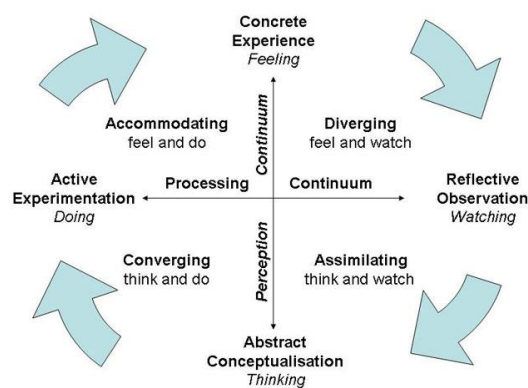 Concrete
Experience
Feeling
Accommodating
feel and do
Continuum
Diverging
feel and watch
Active
Experimentation
Doing
Processing
Continuum
Reflective
Observation
Watching
Converging
think and do
Perception
Assimilating
think and watch
Abstract
Conceptualisation
Thinking